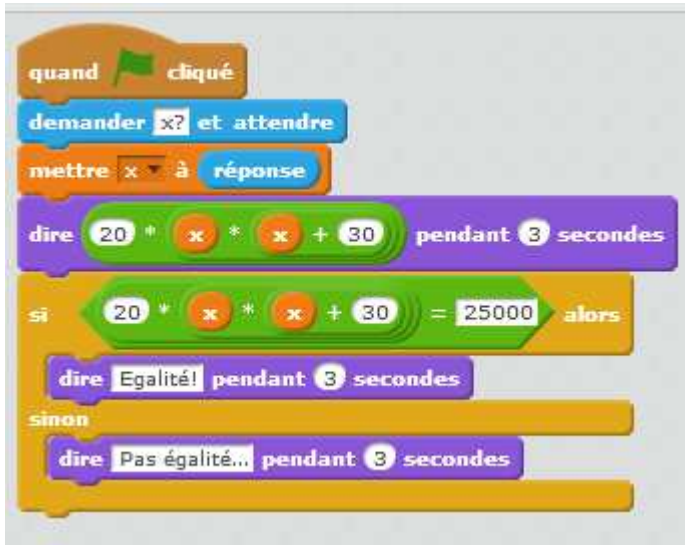 quand cliqué
demander x? et attendre
mettre x à réponse
dire 20 * x * x + 30 pendant 3 secondes
si 20 * x * x + 30 = 25000 alors
dire Egalité! pendant 3 secondes
sinon
dire Pas égalité... pendant 3 secondes